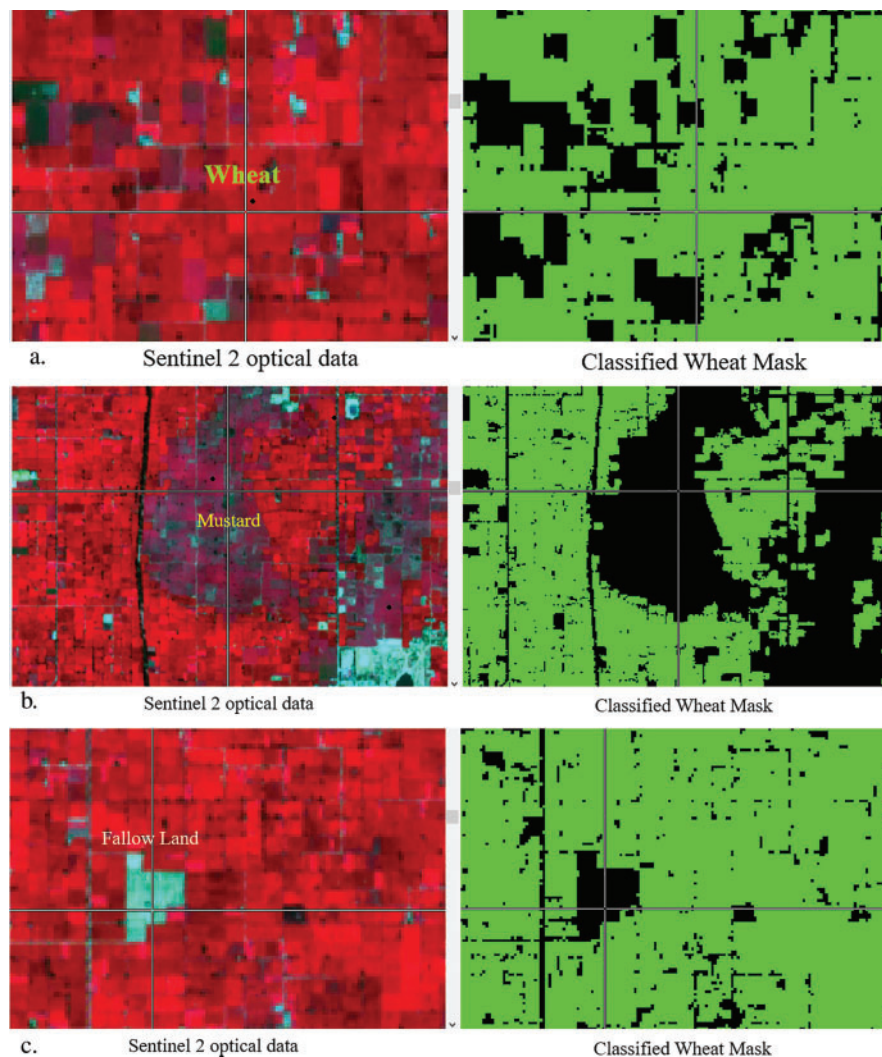 Wheat
a.
Sentinel 2 optical data
Classified Wheat Mask
Mustard
b.
Sentinel 2 optical data
Classified Wheat Mask
Fallow Land
c.
Sentinel 2 optical data
Classified Wheat Mask